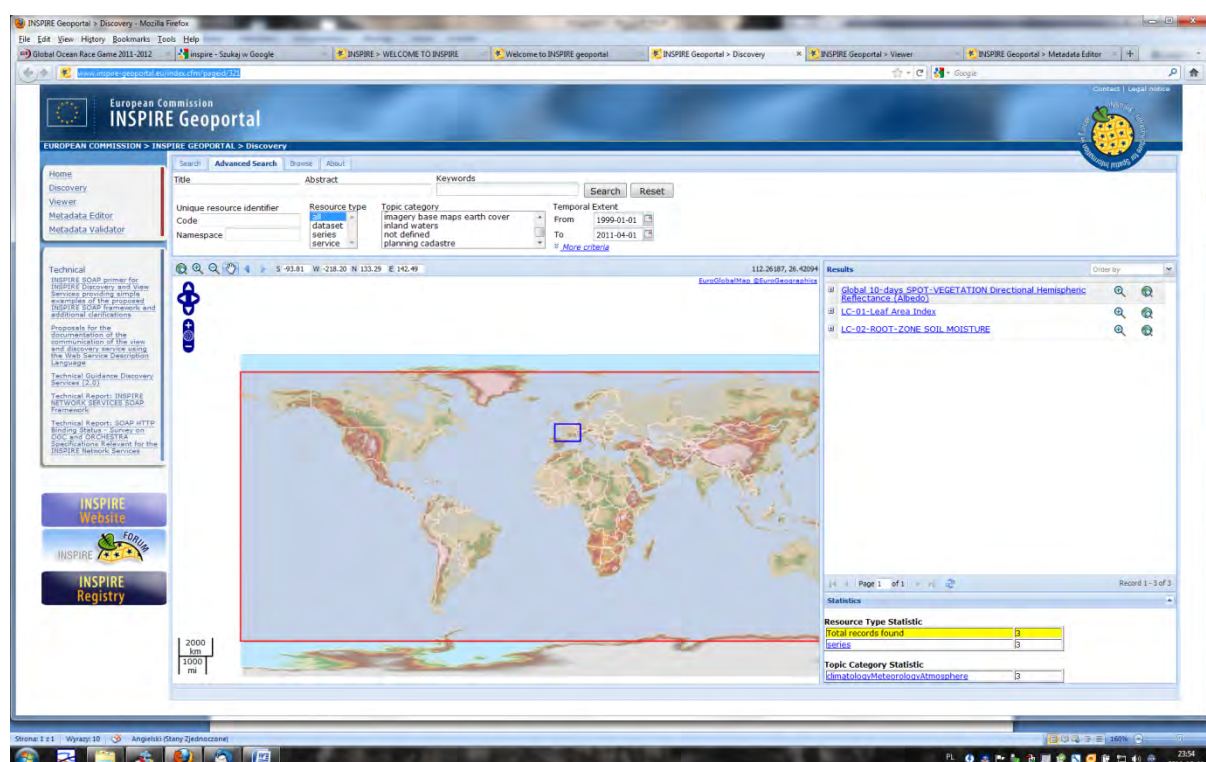 INSPIRE Geoportal > Discovery - Mozilla Firefox
File Edit View History Bookmarks Tools Help
Global Ocean Race Game 2011-2012
inspire - Szukaj w Google
INSPIRE > WELCOME TO INSPIRE
Welcome to INSPIRE geoportal
INSPIRE Geoportal > Discovery
INSPIRE Geoportal > Viewer
INSPIRE Geoportal > Metadata Editor
www.inspire-geoportal.eu/index.cfm/pageid/321
Google
Contact | Legal notice
European Commission
INSPIRE Geoportal
EUROPEAN COMMISSION > INSPIRE GEOPORTAL > Discovery
Home
Discovery
Viewer
Metadata Editor
Metadata Validator
Technical
INSPIRE SOAP primer for
INSPIRE Discovery and View
Services providing simple
examples of the proposed
INSPIRE SOAP framework and
additional clarifications
Proposals for the
documentation of the
communication of the view
and discovery service using
the Web Service Description
Language
Technical Guidance Discovery
Services (2.0)
Technical Report: INSPIRE
NETWORK SERVICES SOAP
Framework
Technical Report: SOAP HTTP
Binding Status - Survey on
OGC and ORCHESTRA
Specifications Relevant for the
INSPIRE Network Services
INSPIRE
Website
INSPIRE FORUM
INSPIRE
Registry
Search Advanced Search Browse About
Title Abstract Keywords
Search Reset
Unique resource identifier Resource type Topic category Temporal Extent
Code
Namespace
all
dataset
series
service
imagery base maps earth cover
inland waters
not defined
planning cadastre
From 1999-01-01
To 2011-04-01
More criteria
S -93.81 W -218.20 N 133.29 E 142.49
112.26187, 26.42094
EuroGlobalMap ©EuroGeographics
2000
km
1000
mi
Results
Order by
Global 10-days SPOT-VEGETATION Directional Hemispheric
Reflectance (Albedo)
LC-01-Leaf Area Index
LC-02-ROOT-ZONE SOIL MOISTURE
Page 1 of 1
Record 1 - 3 of 3
Statistics
Resource Type Statistic
Total records found 3
series 3
Topic Category Statistic
climatologyMeteorologyAtmosphere 3
Strona: 1 z 1 Wyrazy: 10 Angielski (Stany Zjednoczone)
160%
PL
23:54